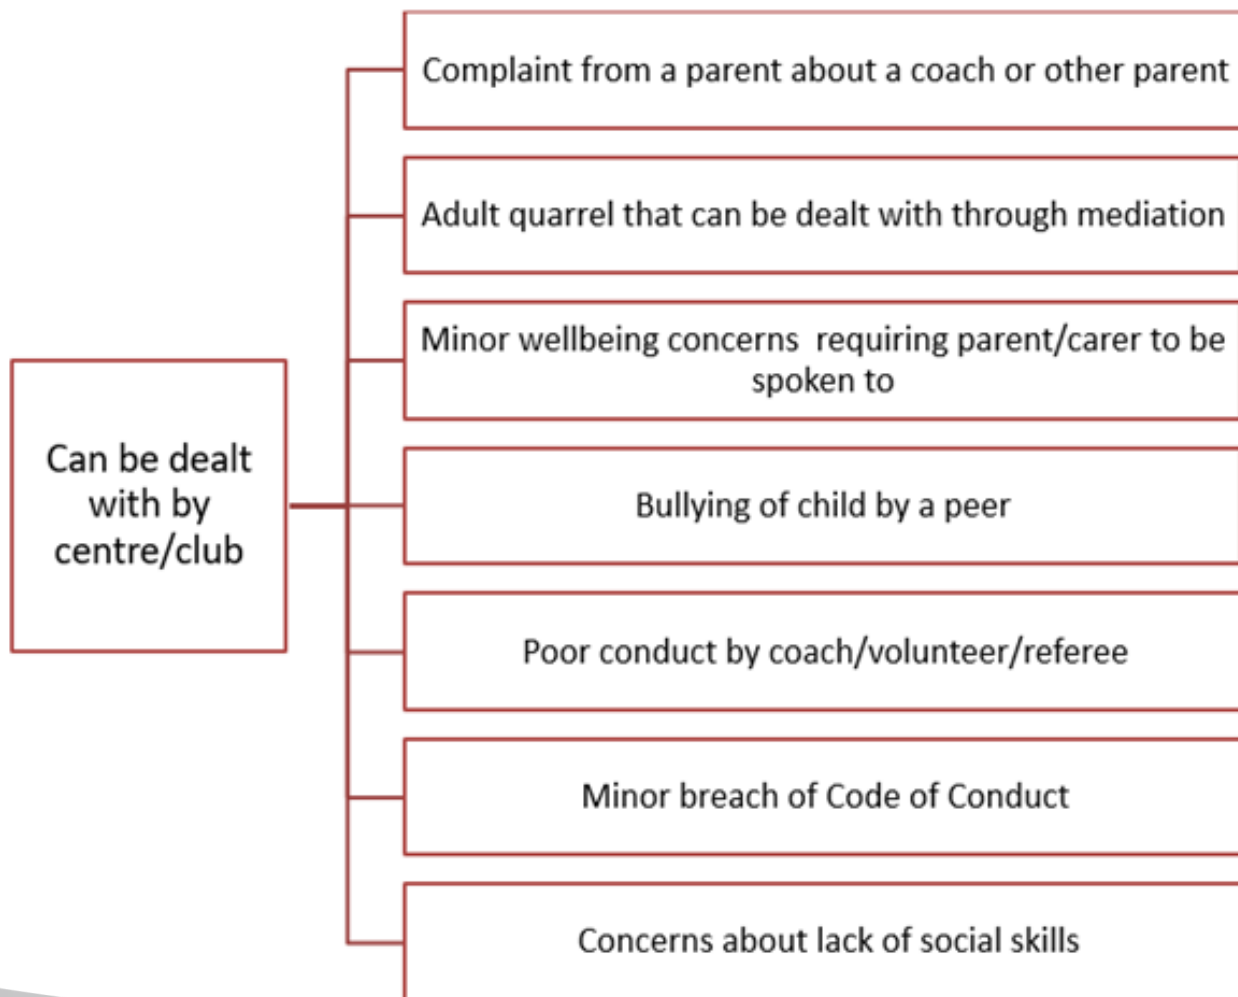 Complaint from a parent about a coach or other parent
Adult quarrel that can be dealt with through mediation
Minor wellbeing concerns  requiring parent/carer to be
spoken to
Can be dealt
with by
centre/club
Bullying of child by a peer
Poor conduct by coach/volunteer/referee
Minor breach of Code of Conduct
Concerns about lack of social skills